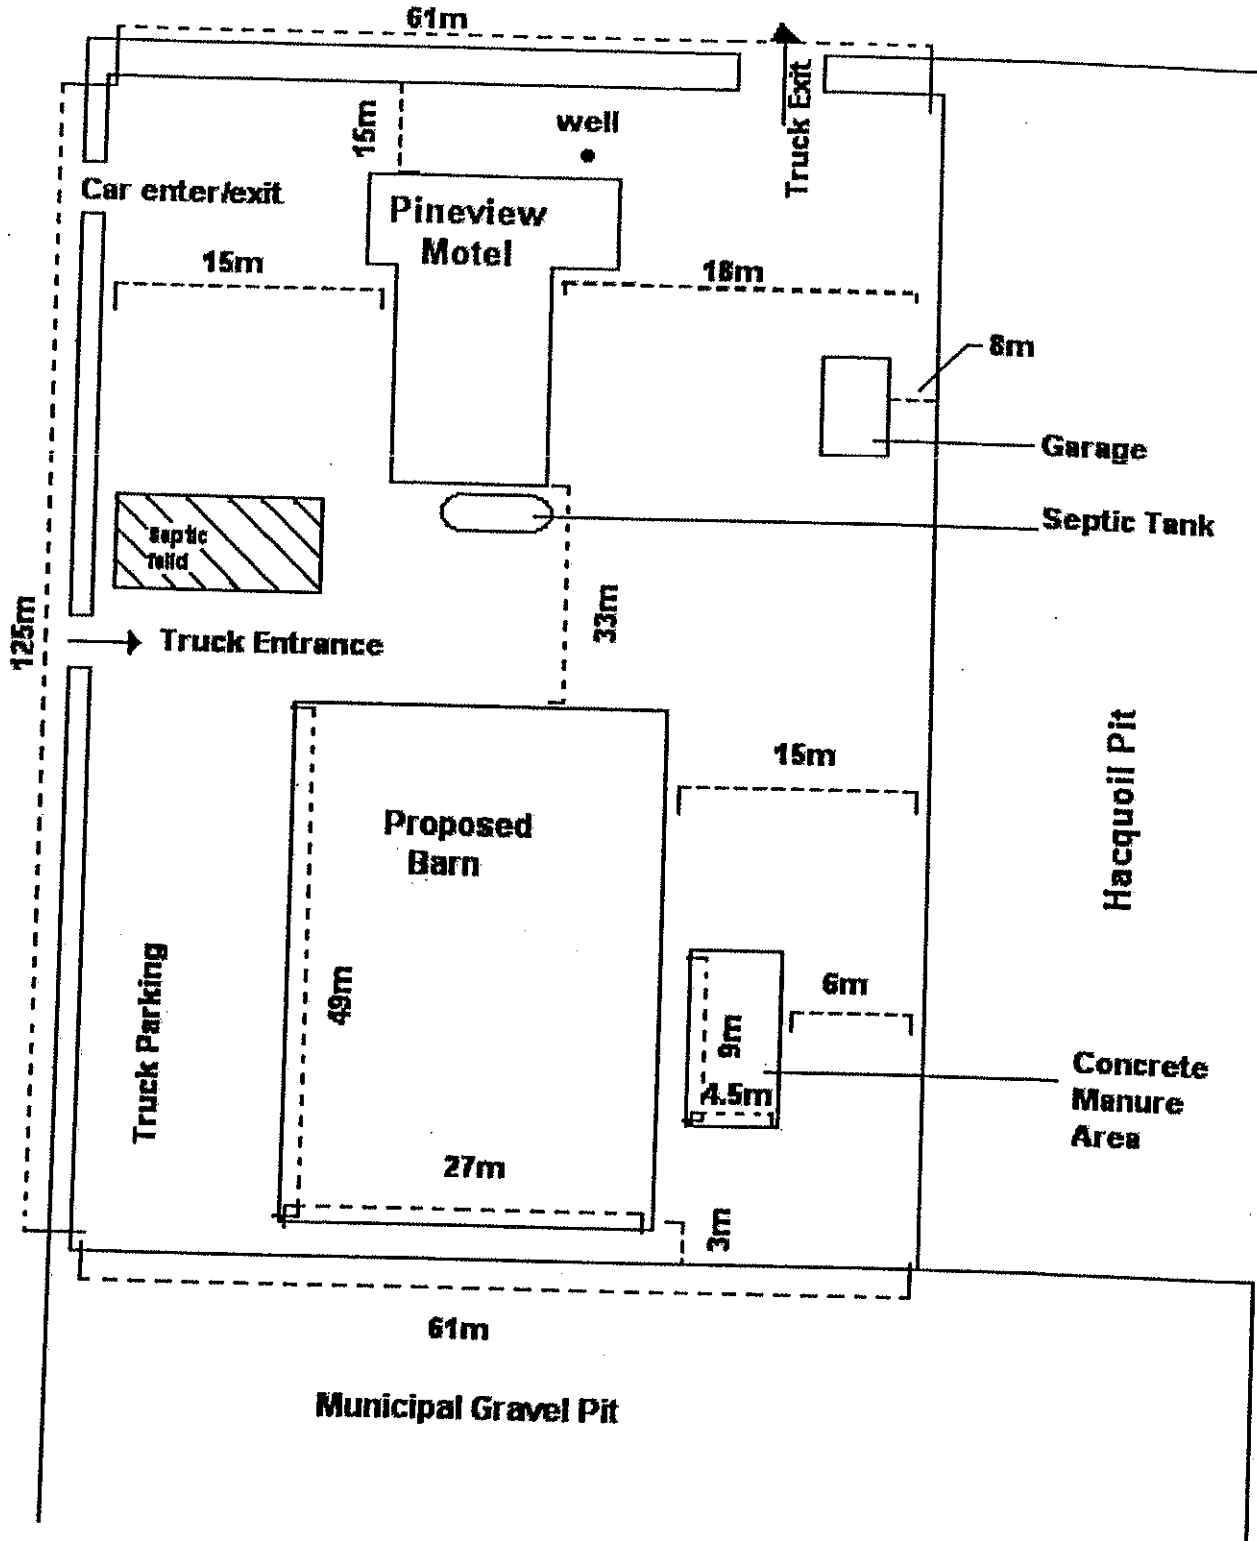 61m
15m
well
Truck Exit
Car enter/exit
Pineview
Motel
15m
18m
8m
Garage
Septic Tank
septic
feild
33m
125m
Truck Entrance
15m
Hacquoil Pit
Proposed
Barn
Truck Parking
49m
6m
9m
4.5m
Concrete
Manure
Area
27m
3m
61m
Municipal Gravel Pit